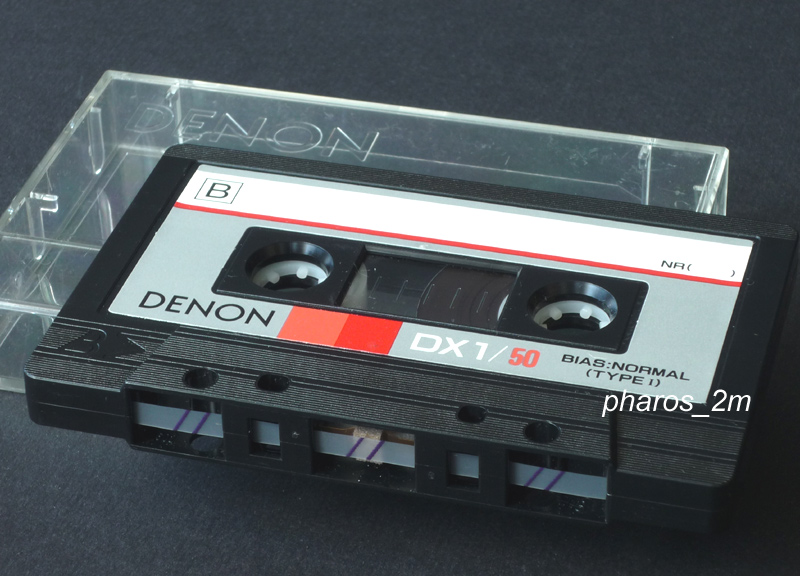 DENON
B
NR( )
DENON
DX1/50
BIAS:NORMAL
(TYPE I)
B
pharos_2m